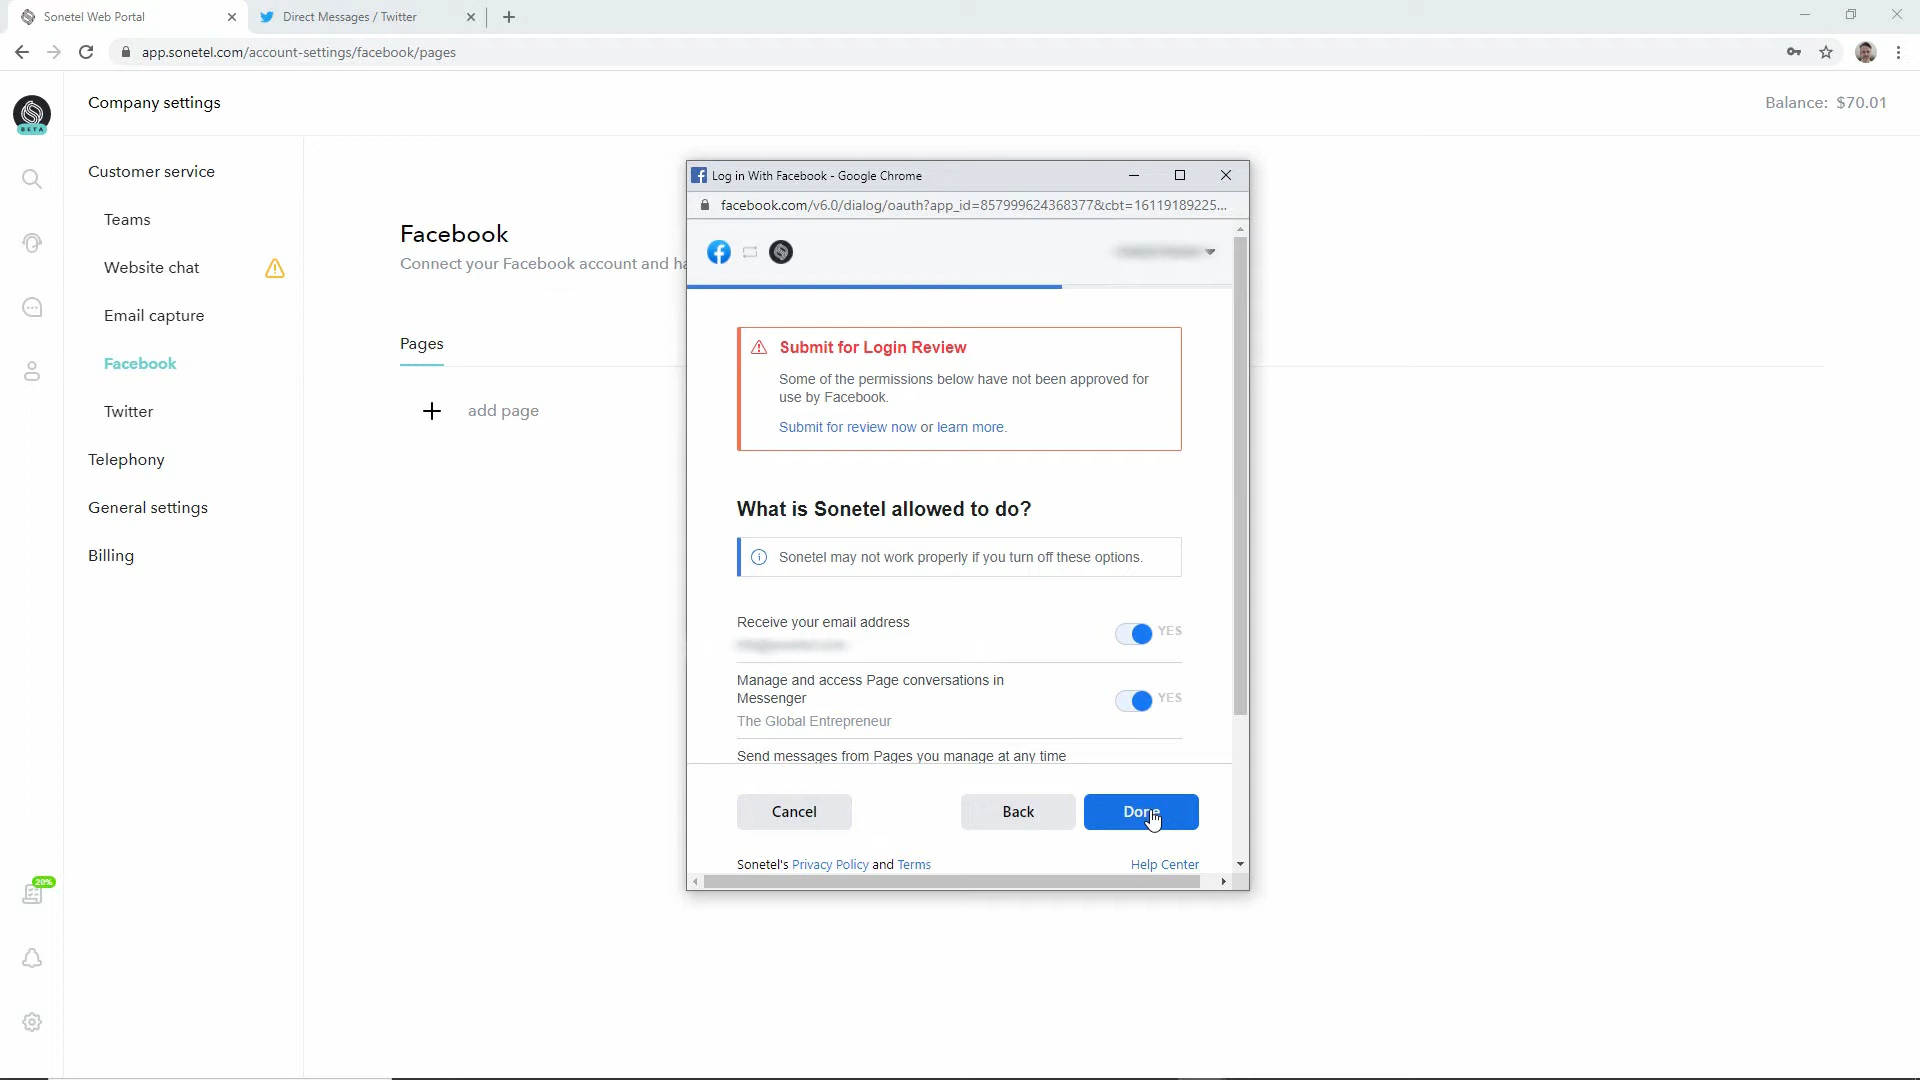 Sonetel Web Portal
Direct Messages / Twitter
app.sonetel.com/account-settings/facebook/pages
BETA
Company settings
Balance: $70.01
Customer service
Teams
Website chat
Email capture
Facebook
Twitter
Telephony
General settings
Billing
20%
Facebook
Connect your Facebook account and ha
Pages
add page
Log in With Facebook - Google Chrome
facebook.com/v6.0/dialog/oauth?app_id=857999624368377&cbt=16119189225...
Submit for Login Review
Some of the permissions below have not been approved for
use by Facebook.
Submit for review now or learn more.
What is Sonetel allowed to do?
Sonetel may not work properly if you turn off these options.
Receive your email address
YES
Manage and access Page conversations in
Messenger
YES
The Global Entrepreneur
Send messages from Pages you manage at any time
Cancel
Back
Done
Sonetel's Privacy Policy and Terms
Help Center